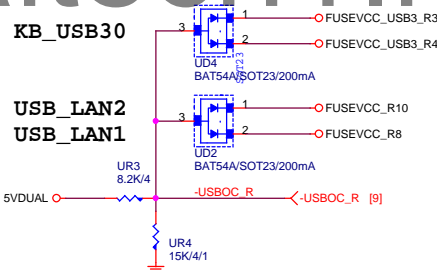 KB_USB30
3
1
FUSEVCC_USB3_R3
2
FUSEVCC_USB3_R4
UD4
SOT23
BAT54A/SOT23/200mA
USB_LAN2
USB_LAN1
3
1
FUSEVCC_R10
2
FUSEVCC_R8
UD2
BAT54A/SOT23/200mA
UR3
8.2K/4
5VDUAL
-USBOC_R
-USBOC_R [9]
UR4
15K/4/1